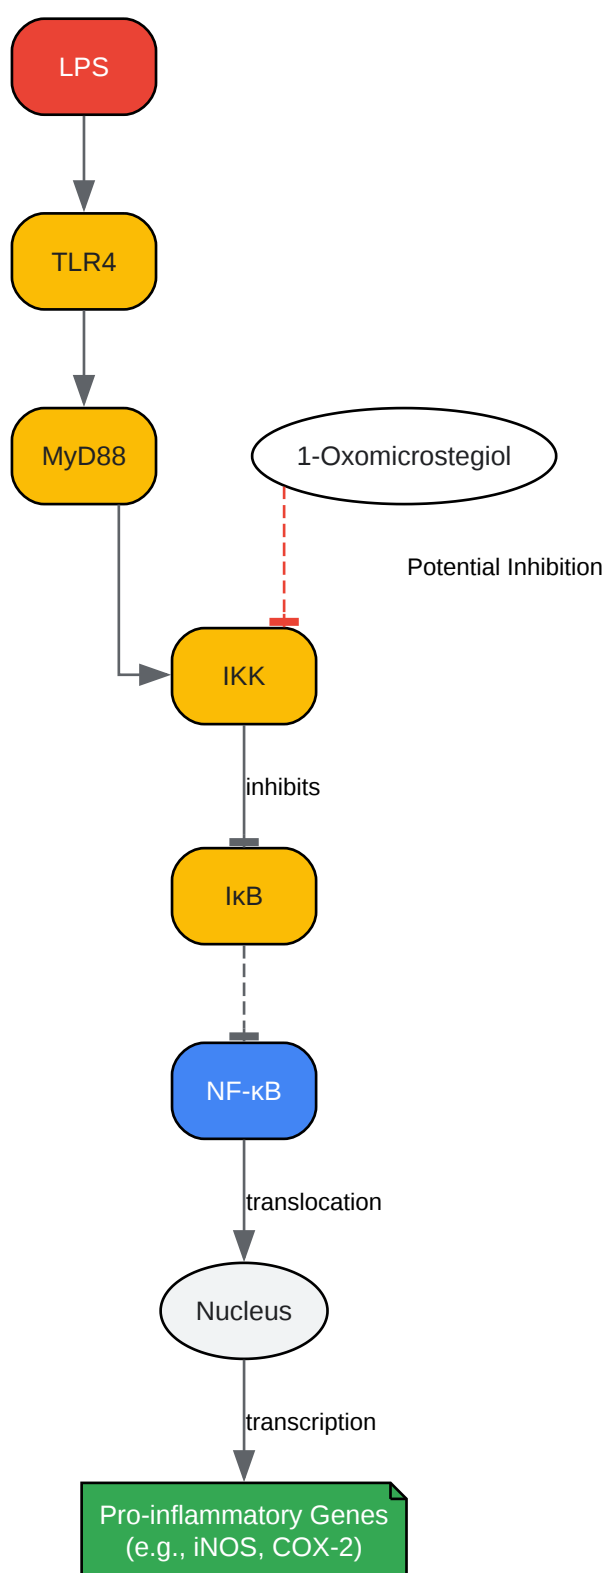 LPS
TLR4
MyD88
1-Oxomicrostegiol
Potential Inhibition
IKK
inhibits
IκB
NF-κB
translocation
Nucleus
transcription
Pro-inflammatory Genes
(e.g., iNOS, COX-2)